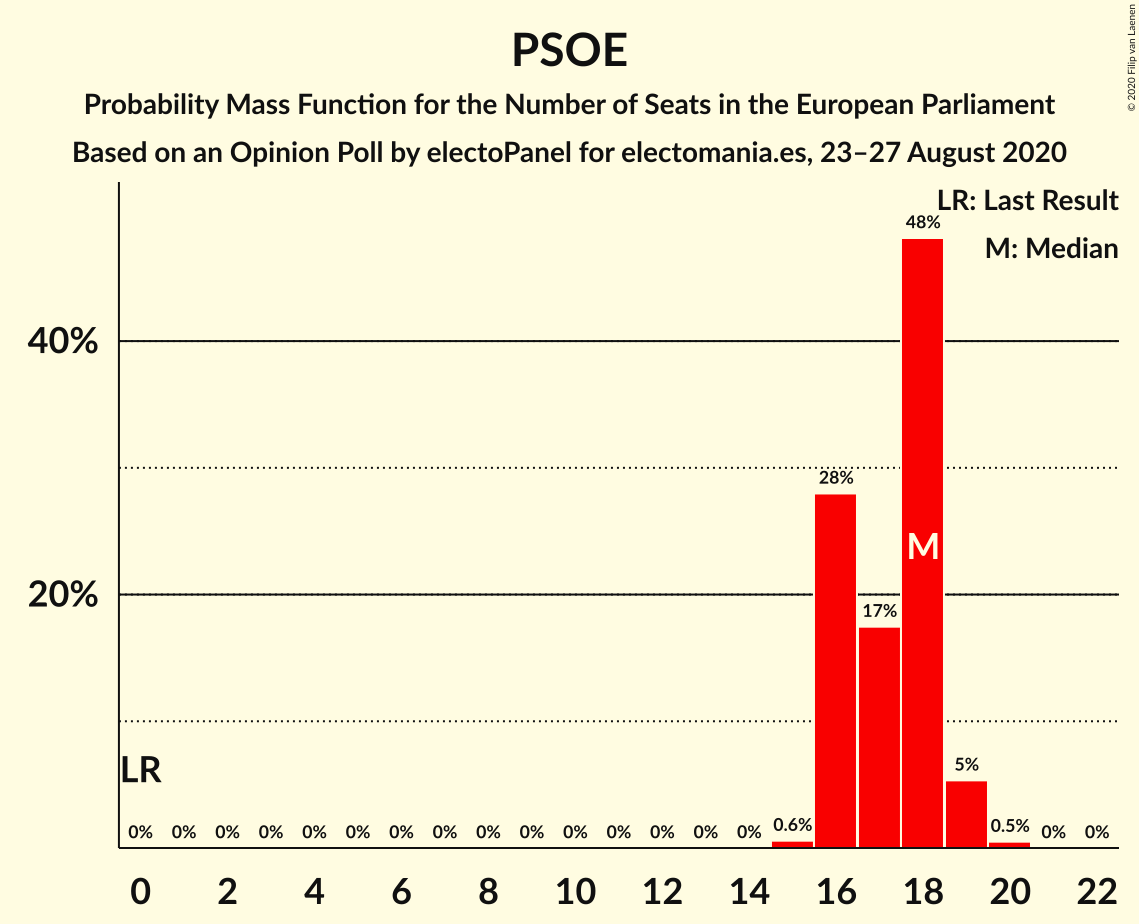 PSOE
Probability Mass Function for the Number of Seats in the European Parliament
Based on an Opinion Poll by electoPanel for electomania.es, 23–27 August 2020
© 2020 Filip van Laenen
LR: Last Result
M: Median
48%
40%
28%
M
20%
17%
LR
5%
0% 0% 0% 0% 0% 0% 0% 0% 0% 0% 0% 0% 0% 0% 0% 0.6% 0.5% 0% 0%
0 2 4 6 8 10 12 14 16 18 20 22